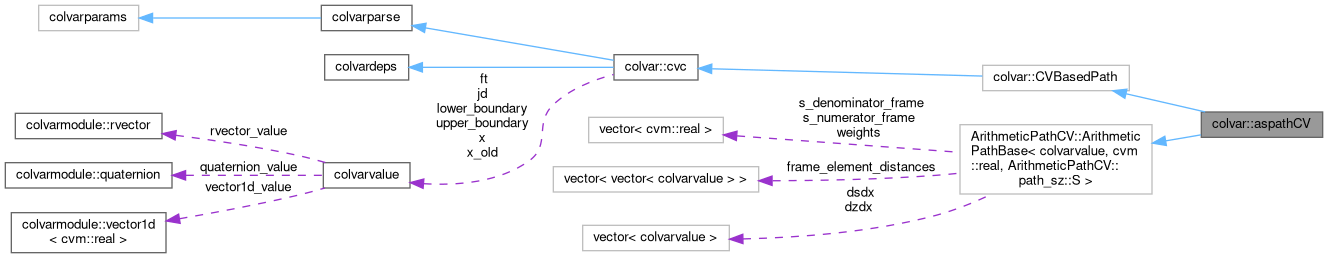 colvarparams
colvarparse
colvardeps
colvar::cvc
colvar::CVBasedPath
colvar::aspathCV
ft
jd
lower_boundary
upper_boundary
x
x_old
colvarmodule::rvector
rvector_value
colvarmodule::quaternion
quaternion_value
vector1d_value
colvarvalue
colvarmodule::vector1d
< cvm::real >
s_denominator_frame
s_numerator_frame
weights
vector< cvm::real >
ArithmeticPathCV::Arithmetic
PathBase< colvarvalue, cvm
::real, ArithmeticPathCV::
path_sz::S >
frame_element_distances
vector< vector< colvarvalue > >
dsdx
dzdx
vector< colvarvalue >